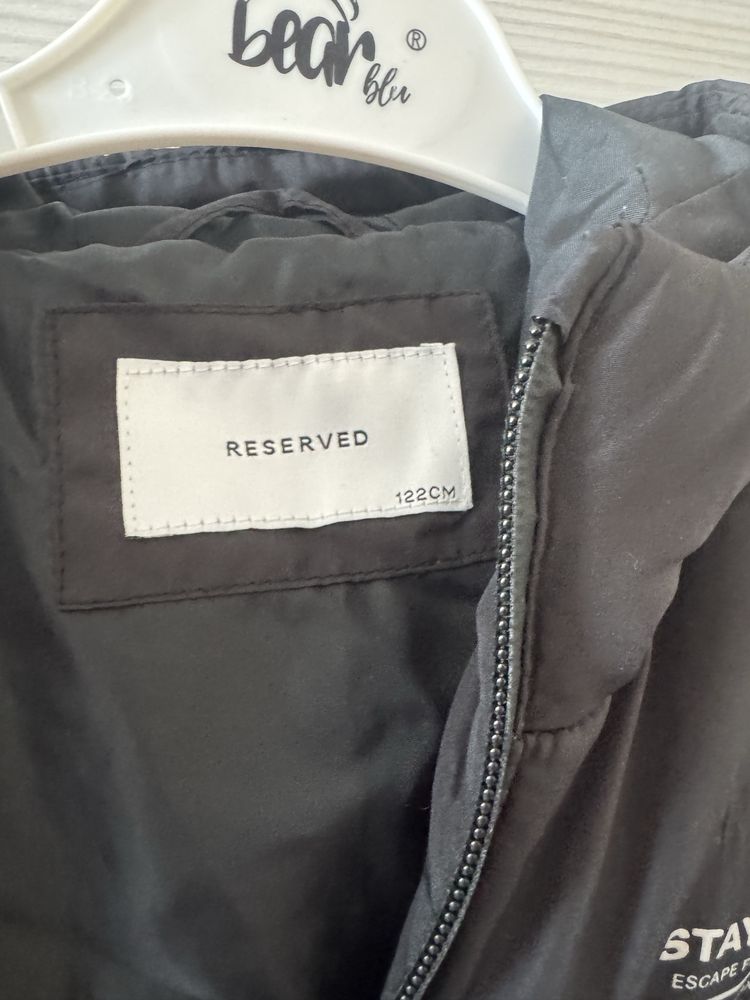 bear®
blu
RESERVED
122CM
STAY
ESCAPE F